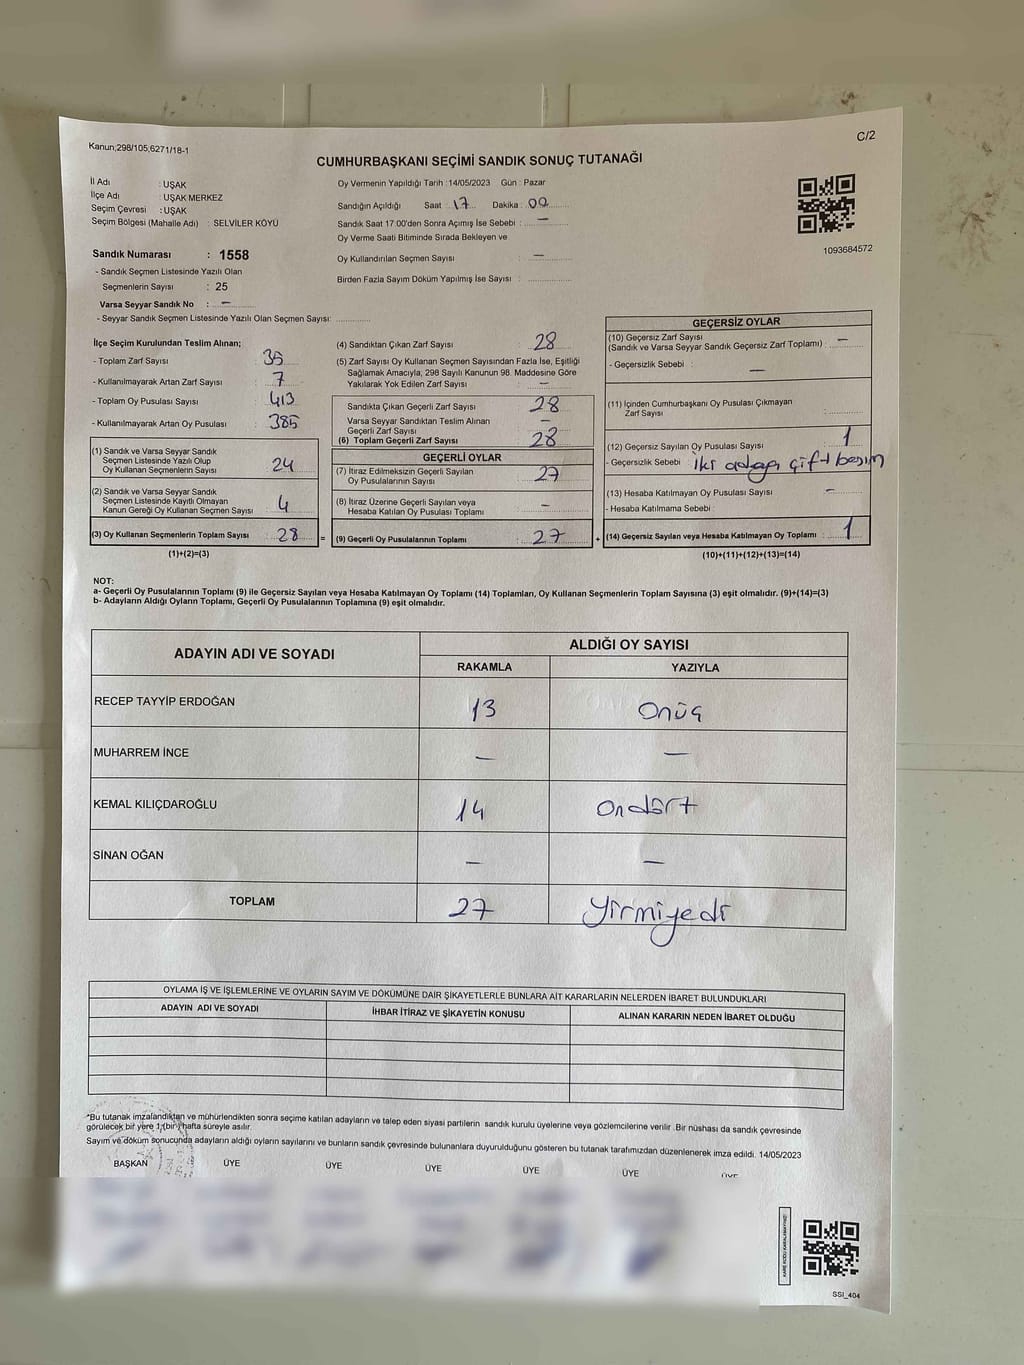 C/2
Kanun;298/105,6271/18-1
CUMHURBAŞKANI SEÇİMİ SANDIK SONUÇ TUTANAĞI
İl Adı : UŞAK
İlçe Adı : UŞAK MERKEZ
Seçim Çevresi : UŞAK
Seçim Bölgesi (Mahalle Adı) : SELVİLER KÖYÜ
Oy Vermenin Yapıldığı Tarih :14/05/2023 Gün : Pazar
Sandığın Açıldığı Saat : 17 Dakika : 00
Sandık Saat 17:00'den Sonra Açımış İse Sebebi : —
Oy Verme Saati Bitiminde Sırada Bekleyen ve
Oy Kullandırılan Seçmen Sayısı : —
Birden Fazla Sayım Döküm Yapılmış İse Sayısı :
1093684572
Sandık Numarası : 1558
- Sandık Seçmen Listesinde Yazılı Olan
Seçmenlerin Sayısı : 25
Varsa Seyyar Sandık No : —
- Seyyar Sandık Seçmen Listesinde Yazılı Olan Seçmen Sayısı:
İlçe Seçim Kurulundan Teslim Alınan;
- Toplam Zarf Sayısı : 35
- Kullanılmayarak Artan Zarf Sayısı : 7
- Toplam Oy Pusulası Sayısı : 413
- Kullanılmayarak Artan Oy Pusulası : 385
(1) Sandık ve Varsa Seyyar Sandık
Seçmen Listesinde Yazılı Olup
Oy Kullanan Seçmenlerin Sayısı : 24
(2) Sandık ve Varsa Seyyar Sandık
Seçmen Listesinde Kayıtlı Olmayan
Kanun Gereği Oy Kullanan Seçmen Sayısı : 4
(3) Oy Kullanan Seçmenlerin Toplam Sayısı : 28 =
(1)+(2)=(3)
(4) Sandıktan Çıkan Zarf Sayısı : 28
(5) Zarf Sayısı Oy Kullanan Seçmen Sayısından Fazla İse, Eşitliği
Sağlamak Amacıyla, 298 Sayılı Kanunun 98. Maddesine Göre
Yakılarak Yok Edilen Zarf Sayısı : —
Sandıkta Çıkan Geçerli Zarf Sayısı : 28
Varsa Seyyar Sandıktan Teslim Alınan
Geçerli Zarf Sayısı : —
(6) Toplam Geçerli Zarf Sayısı : 28
GEÇERLİ OYLAR
(7) İtiraz Edilmeksizin Geçerli Sayılan
Oy Pusulalarının Sayısı : 27
(8) İtiraz Üzerine Geçerli Sayılan veya
Hesaba Katılan Oy Pusulası Toplamı : —
(9) Geçerli Oy Pusulalarının Toplamı : 27 +
GEÇERSİZ OYLAR
(10) Geçersiz Zarf Sayısı
(Sandık ve Varsa Seyyar Sandık Geçersiz Zarf Toplamı) : —
- Geçersizlik Sebebi : —
(11) İçinden Cumhurbaşkanı Oy Pusulası Çıkmayan
Zarf Sayısı :
(12) Geçersiz Sayılan Oy Pusulası Sayısı : 1
- Geçersizlik Sebebi : iki adaya çift basım
(13) Hesaba Katılmayan Oy Pusulası Sayısı : —
- Hesaba Katılmama Sebebi
(14) Geçersiz Sayılan veya Hesaba Katılmayan Oy Toplamı : 1
(10)+(11)+(12)+(13)=(14)
NOT:
a- Geçerli Oy Pusulalarının Toplamı (9) ile Geçersiz Sayılan veya Hesaba Katılmayan Oy Toplamı (14) Toplamları, Oy Kullanan Seçmenlerin Toplam Sayısına (3) eşit olmalıdır. (9)+(14)=(3)
b- Adayların Aldığı Oyların Toplamı, Geçerli Oy Pusulalarının Toplamına (9) eşit olmalıdır.
ADAYIN ADI VE SOYADI
ALDIĞI OY SAYISI
RAKAMLA YAZIYLA
RECEP TAYYİP ERDOĞAN 13 Onüç
MUHARREM İNCE — —
KEMAL KILIÇDAROĞLU 14 Ondört
SİNAN OĞAN — —
TOPLAM 27 Yirmiyedi
OYLAMA İŞ VE İŞLEMLERİNE VE OYLARIN SAYIM VE DÖKÜMÜNE DAİR ŞİKAYETLERLE BUNLARA AİT KARARLARIN NELERDEN İBARET BULUNDUKLARI
ADAYIN ADI VE SOYADI İHBAR İTİRAZ VE ŞİKAYETİN KONUSU ALINAN KARARIN NEDEN İBARET OLDUĞU
*Bu tutanak imzalandıktan ve mühürlendikten sonra seçime katılan adayların ve talep eden siyasi partilerin sandık kurulu üyelerine veya gözlemcilerine verilir .Bir nüshası da sandık çevresinde
görülecek bir yere 1 (bir) hafta süreyle asılır.
Sayım ve döküm sonucunda adayların aldığı oyların sayılarını ve bunların sandık çevresinde bulunanlara duyurulduğunu gösteren bu tutanak tarafımızdan düzenlenerek imza edildi. 14/05/2023
BAŞKAN ÜYE ÜYE ÜYE ÜYE ÜYE ÜYE
KARE KODU KARALAMAYINIZ!
SSI_404